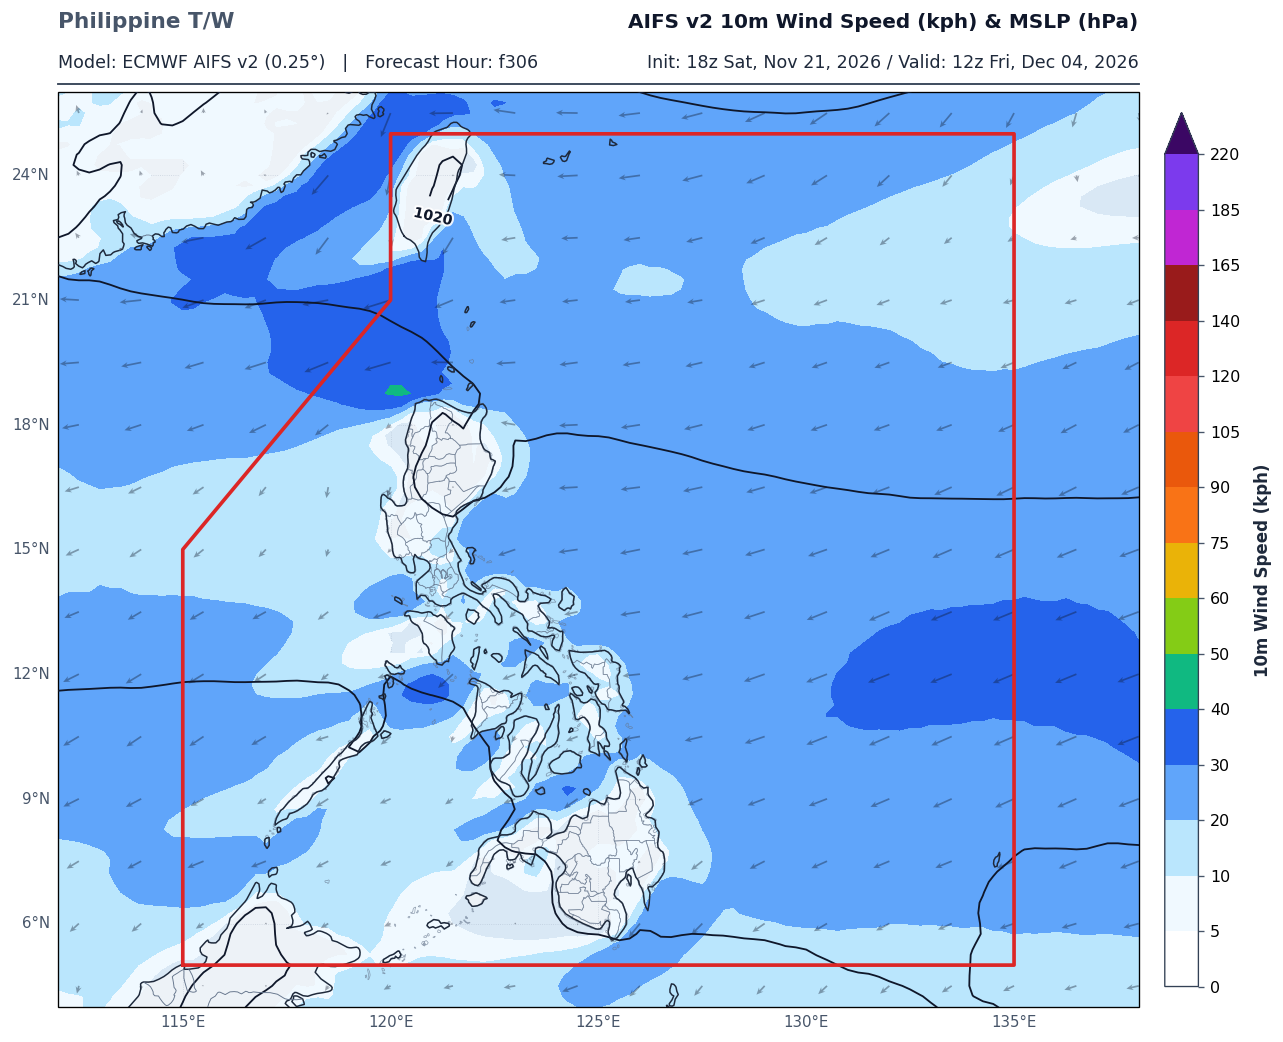 Philippine T/W
AIFS v2 10m Wind Speed (kph) & MSLP (hPa)
Model: ECMWF AIFS v2 (0.25°) | Forecast Hour: f306
Init: 18z Sat, Nov 21, 2026 / Valid: 12z Fri, Dec 04, 2026
24°N
21°N
18°N
15°N
12°N
9°N
6°N
1020
115°E
120°E
125°E
130°E
135°E
220
185
165
140
120
105
90
75
60
50
40
30
20
10
5
0
10m Wind Speed (kph)